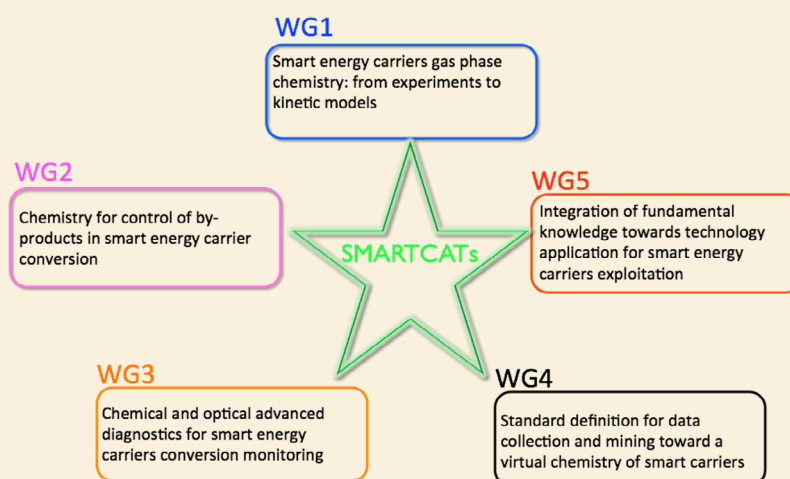 WG1
Smart energy carriers gas phase
chemistry: from experiments to
kinetic models
WG2
Chemistry for control of by-
products in smart energy carrier
conversion
WG5
Integration of fundamental
knowledge towards technology
application for smart energy
carriers exploitation
SMARTCATs
WG3
Chemical and optical advanced
diagnostics for smart energy
carriers conversion monitoring
WG4
Standard definition for data
collection and mining toward a
virtual chemistry of smart carriers